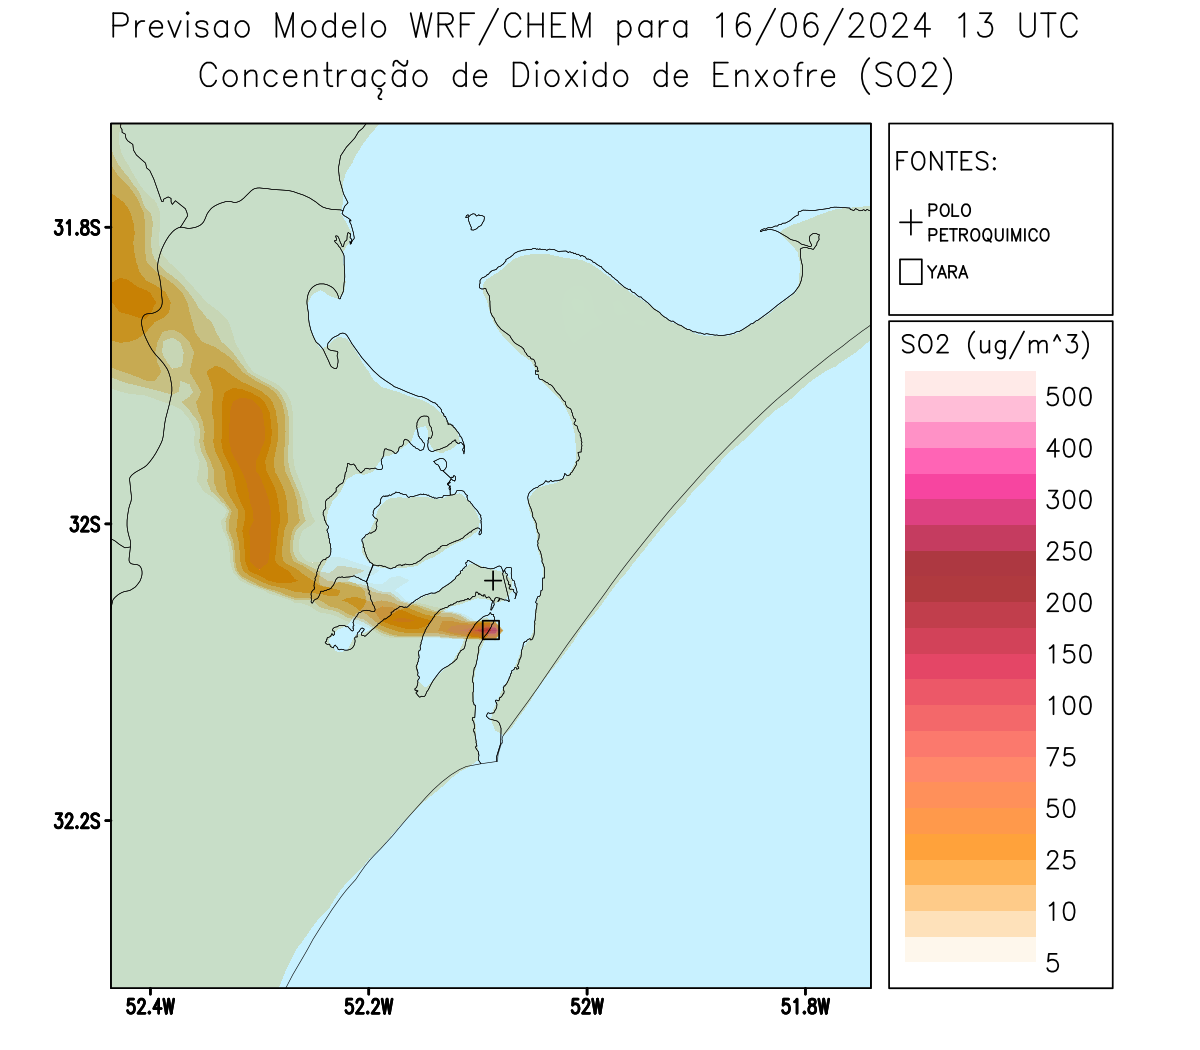 Previsao Modelo WRF/CHEM para 16/06/2024 13 UTC
Concentração de Dioxido de Enxofre (SO2)
FONTES:
POLO
PETROQUIMICO
YARA
31.8S
32S
32.2S
52.4W
52.2W
52W
51.8W
SO2 (ug/m^3)
500
400
300
250
200
150
100
75
50
25
10
5